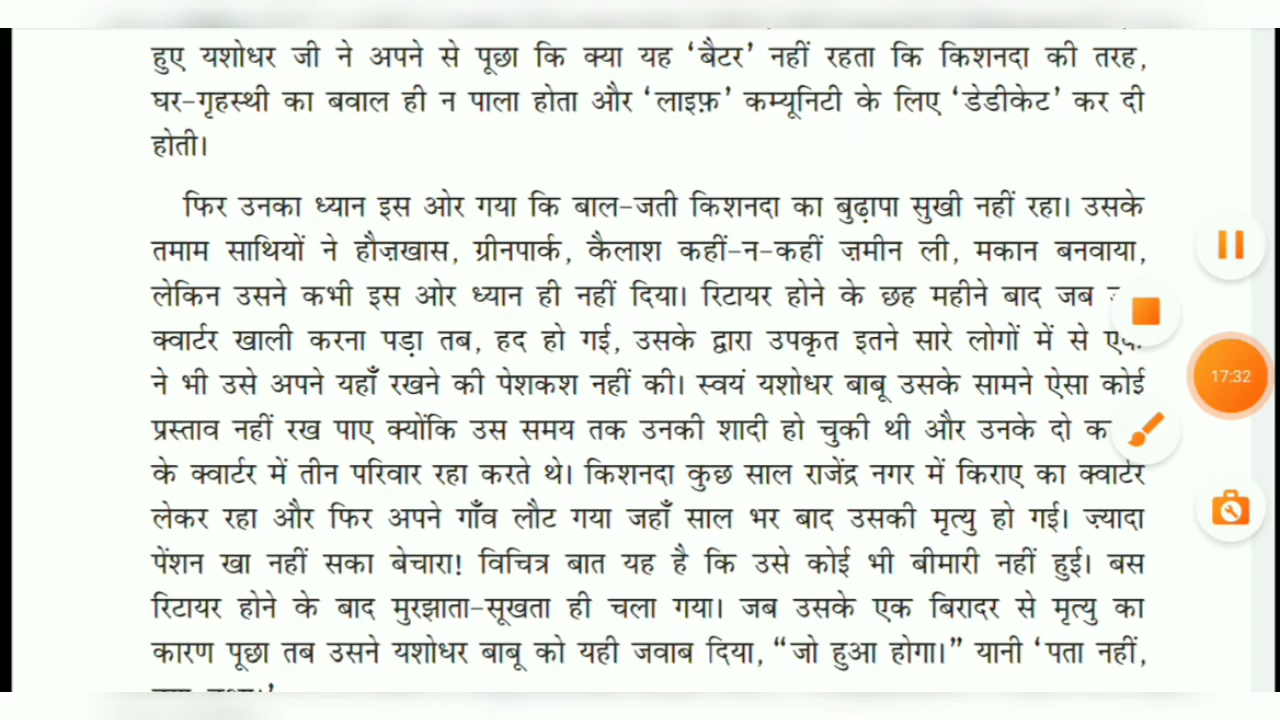 हुए यशोधर जी ने अपने से पूछा कि क्या यह ‘बैटर’ नहीं रहता कि किशनदा की तरह,
घर-गृहस्थी का बवाल ही न पाला होता और ‘लाइफ़’ कम्यूनिटी के लिए ‘डेडीकेट’ कर दी
होती।
फिर उनका ध्यान इस ओर गया कि बाल-जती किशनदा का बुढ़ापा सुखी नहीं रहा। उसके
तमाम साथियों ने हौज़खास, ग्रीनपार्क, कैलाश कहीं-न-कहीं ज़मीन ली, मकान बनवाया,
लेकिन उसने कभी इस ओर ध्यान ही नहीं दिया। रिटायर होने के छह महीने बाद जब
क्वार्टर खाली करना पड़ा तब, हद हो गई, उसके द्वारा उपकृत इतने सारे लोगों में से एक
ने भी उसे अपने यहाँ रखने की पेशकश नहीं की। स्वयं यशोधर बाबू उसके सामने ऐसा कोई
प्रस्ताव नहीं रख पाए क्योंकि उस समय तक उनकी शादी हो चुकी थी और उनके दो
के क्वार्टर में तीन परिवार रहा करते थे। किशनदा कुछ साल राजेंद्र नगर में किराए का क्वार्टर
लेकर रहा और फिर अपने गाँव लौट गया जहाँ साल भर बाद उसकी मृत्यु हो गई। ज़्यादा
पेंशन खा नहीं सका बेचारा! विचित्र बात यह है कि उसे कोई भी बीमारी नहीं हुई। बस
रिटायर होने के बाद मुरझाता-सूखता ही चला गया। जब उसके एक बिरादर से मृत्यु का
कारण पूछा तब उसने यशोधर बाबू को यही जवाब दिया, “जो हुआ होगा।” यानी ‘पता नहीं,
17:32